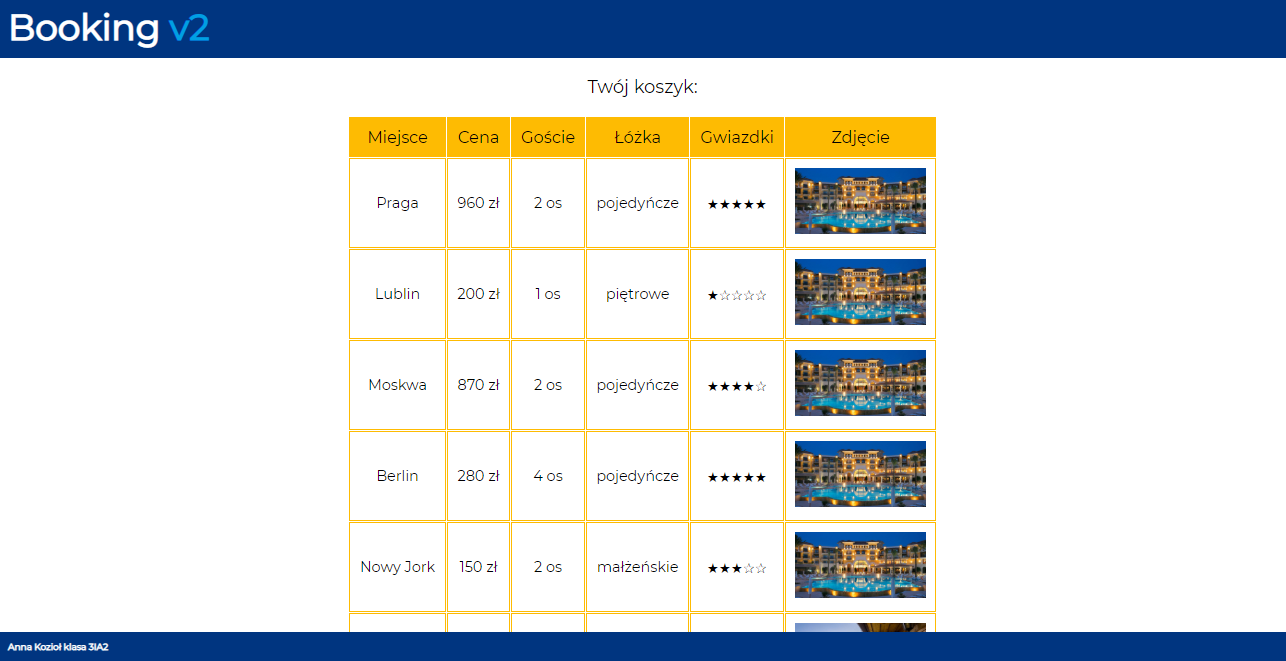 Booking v2
Twój koszyk:
Miejsce Cena Goście Łóżka Gwiazdki Zdjęcie
Praga 960 zł 2 os pojedyńcze ★★★★★
Lublin 200 zł 1 os piętrowe ★☆☆☆☆
Moskwa 870 zł 2 os pojedyńcze ★★★★☆
Berlin 280 zł 4 os pojedyńcze ★★★★★
Nowy Jork 150 zł 2 os małżeńskie ★★★☆☆
Anna Kozioł klasa 3IA2